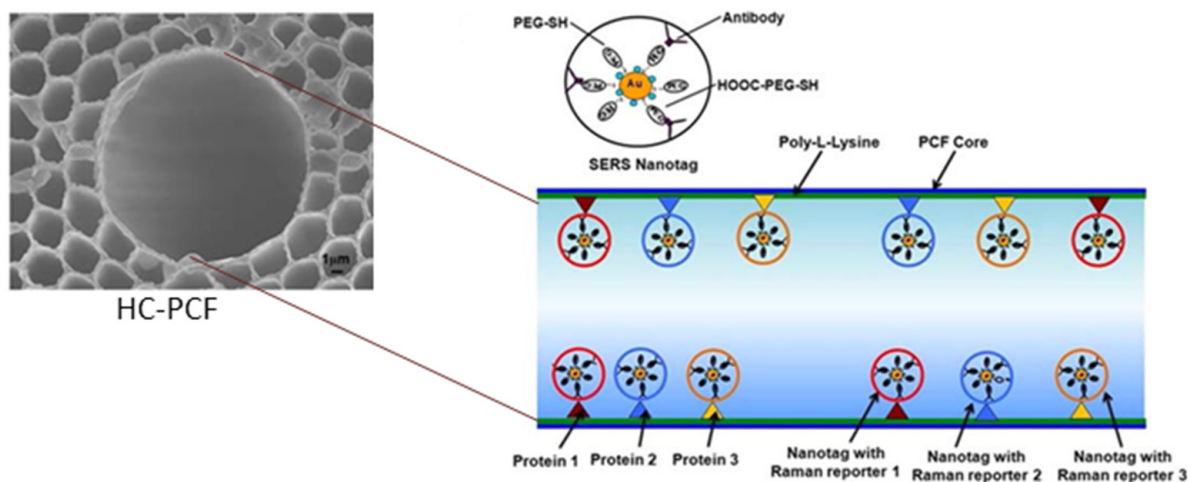 PEG-SH
Antibody
Au
HOOC-PEG-SH
SERS Nanotag
Poly-L-Lysine
PCF Core
1μm
HC-PCF
Protein 1
Protein 2
Protein 3
Nanotag with
Raman reporter 1
Nanotag with
Raman reporter 2
Nanotag with
Raman reporter 3